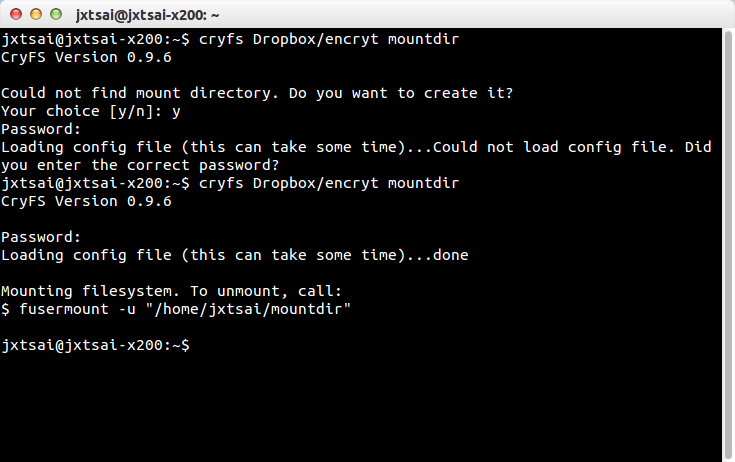 jxtsai@jxtsai-x200: ~
jxtsai@jxtsai-x200:~$ cryfs Dropbox/encryt mountdir
CryFS Version 0.9.6
Could not find mount directory. Do you want to create it?
Your choice [y/n]: y
Password:
Loading config file (this can take some time)...Could not load config file. Did
you enter the correct password?
jxtsai@jxtsai-x200:~$ cryfs Dropbox/encryt mountdir
CryFS Version 0.9.6
Password:
Loading config file (this can take some time)...done
Mounting filesystem. To unmount, call:
$ fusermount -u "/home/jxtsai/mountdir"
jxtsai@jxtsai-x200:~$